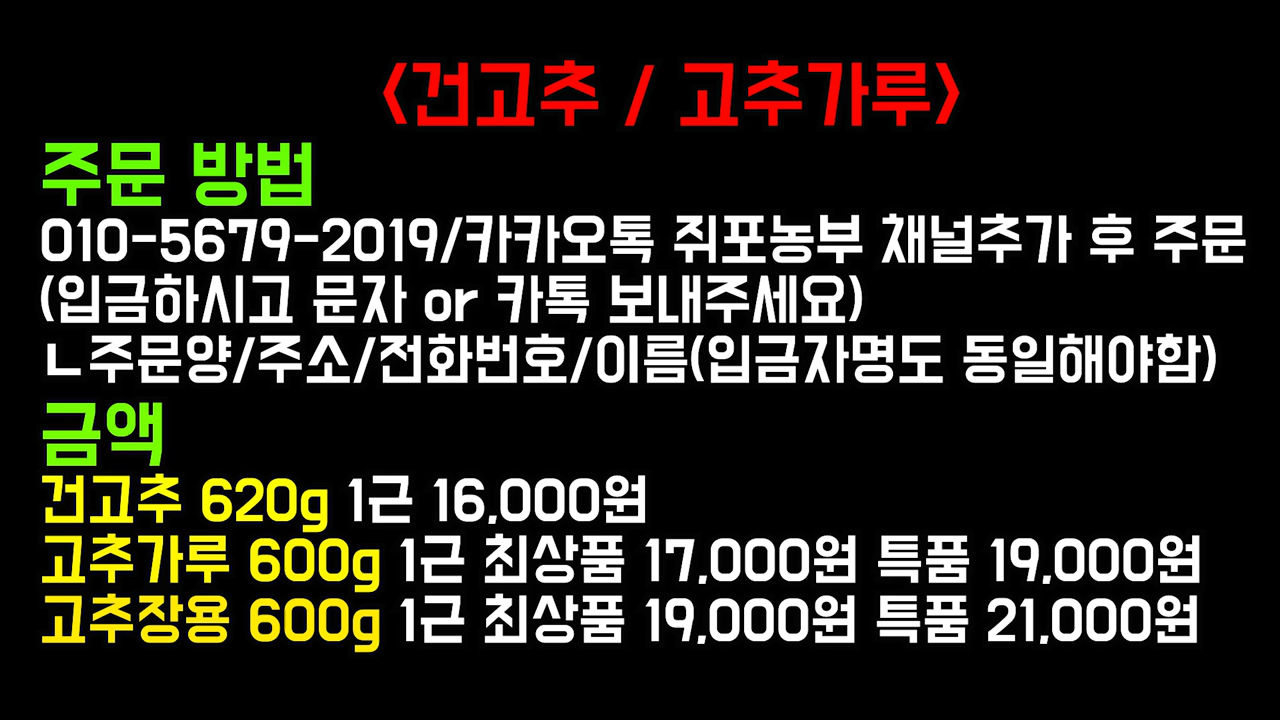 <건고추 / 고추가루>
주문 방법
010-5679-2019/카카오톡 쥐포농부 채널추가 후 주문
(입금하시고 문자 or 카톡 보내주세요)
ㄴ주문양/주소/전화번호/이름(입금자명도 동일해야함)
금액
건고추 620g 1근 16,000원
고추가루 600g 1근 최상품 17,000원 특품 19,000원
고추장용 600g 1근 최상품 19,000원 특품 21,000원